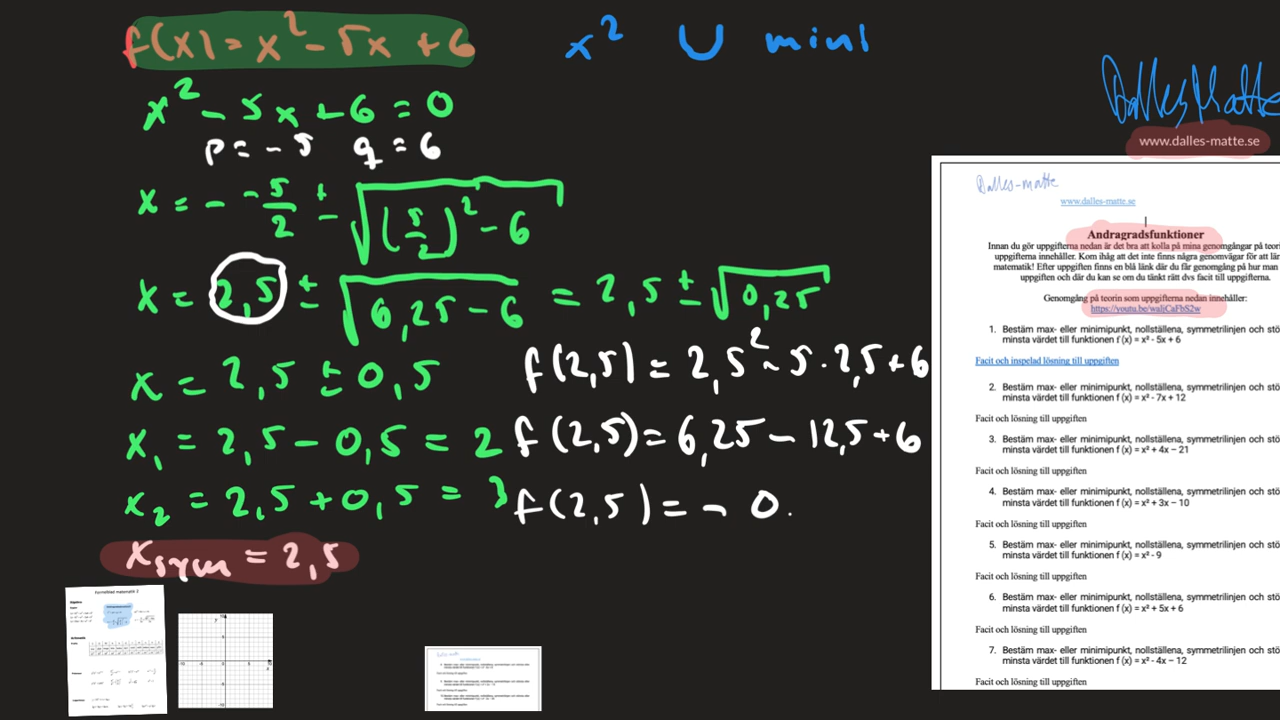 f(x) = x² - 5x + 6
x² ∪ mini
x² - 5x + 6 = 0
p = -5 q = 6
x = - -5/2 ± √((5/2)² - 6)
x = 2,5 ± √(6,25 - 6) = 2,5 ± √0,25
x = 2,5 ± 0,5
x₁ = 2,5 - 0,5 = 2
x₂ = 2,5 + 0,5 = 3
xsym = 2,5
f(2,5) = 2,5² - 5 · 2,5 + 6
f(2,5) = 6,25 - 12,5 + 6
f(2,5) = - 0.
DallesMatte
www.dalles-matte.se
Dalles-matte
www.dalles-matte.se
Andragradsfunktioner
Innan du gör uppgifterna nedan är det bra att kolla på mina genomgångar på teori
uppgifterna innehåller. Kom ihåg att det inte finns några genomvägar för att lär
matematik! Efter uppgiften finns en blå länk där du får genomgång på hur man
uppgiften och där du kan se om du tänkt rätt dvs facit till uppgifterna.
Genomgång på teorin som uppgifterna nedan innehåller:
https://youtu.be/waljCaFbS2w
1. Bestäm max- eller minimipunkt, nollställena, symmetrilinjen och stö
minsta värdet till funktionen f (x) = x² - 5x + 6
Facit och inspelad lösning till uppgiften
2. Bestäm max- eller minimipunkt, nollställena, symmetrilinjen och stö
minsta värdet till funktionen f (x) = x² - 7x + 12
Facit och lösning till uppgiften
3. Bestäm max- eller minimipunkt, nollställena, symmetrilinjen och stö
minsta värdet till funktionen f (x) = x² + 4x – 21
Facit och lösning till uppgiften
4. Bestäm max- eller minimipunkt, nollställena, symmetrilinjen och stö
minsta värdet till funktionen f (x) = x² + 3x – 10
Facit och lösning till uppgiften
5. Bestäm max- eller minimipunkt, nollställena, symmetrilinjen och stö
minsta värdet till funktionen f (x) = x² - 9
Facit och lösning till uppgiften
6. Bestäm max- eller minimipunkt, nollställena, symmetrilinjen och stö
minsta värdet till funktionen f (x) = x² + 5x + 6
Facit och lösning till uppgiften
7. Bestäm max- eller minimipunkt, nollställena, symmetrilinjen och stö
minsta värdet till funktionen f (x) = x² - 4x – 12
Facit och lösning till uppgiften
Formelblad matematik 2